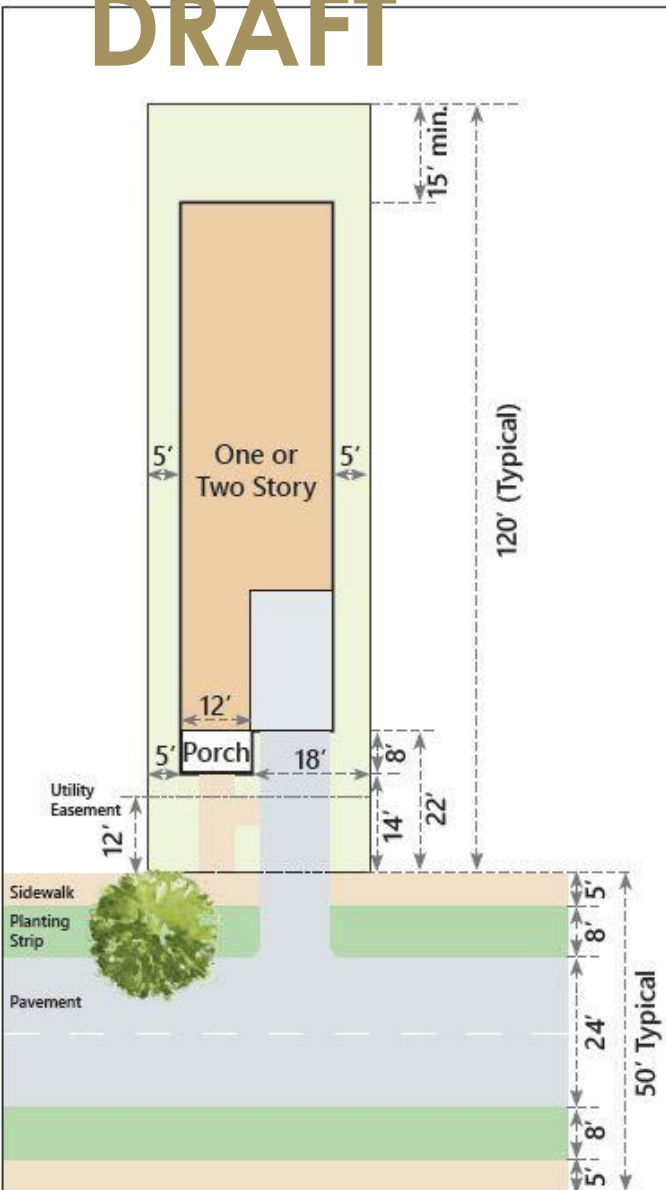 DRAFT
15' min.
120' (Typical)
5'
One or
Two Story
5'
12'
5'
Porch
18'
8'
22'
14'
Utility
Easement
12'
Sidewalk
5'
Planting
Strip
8'
Pavement
24'
50' Typical
8'
5'